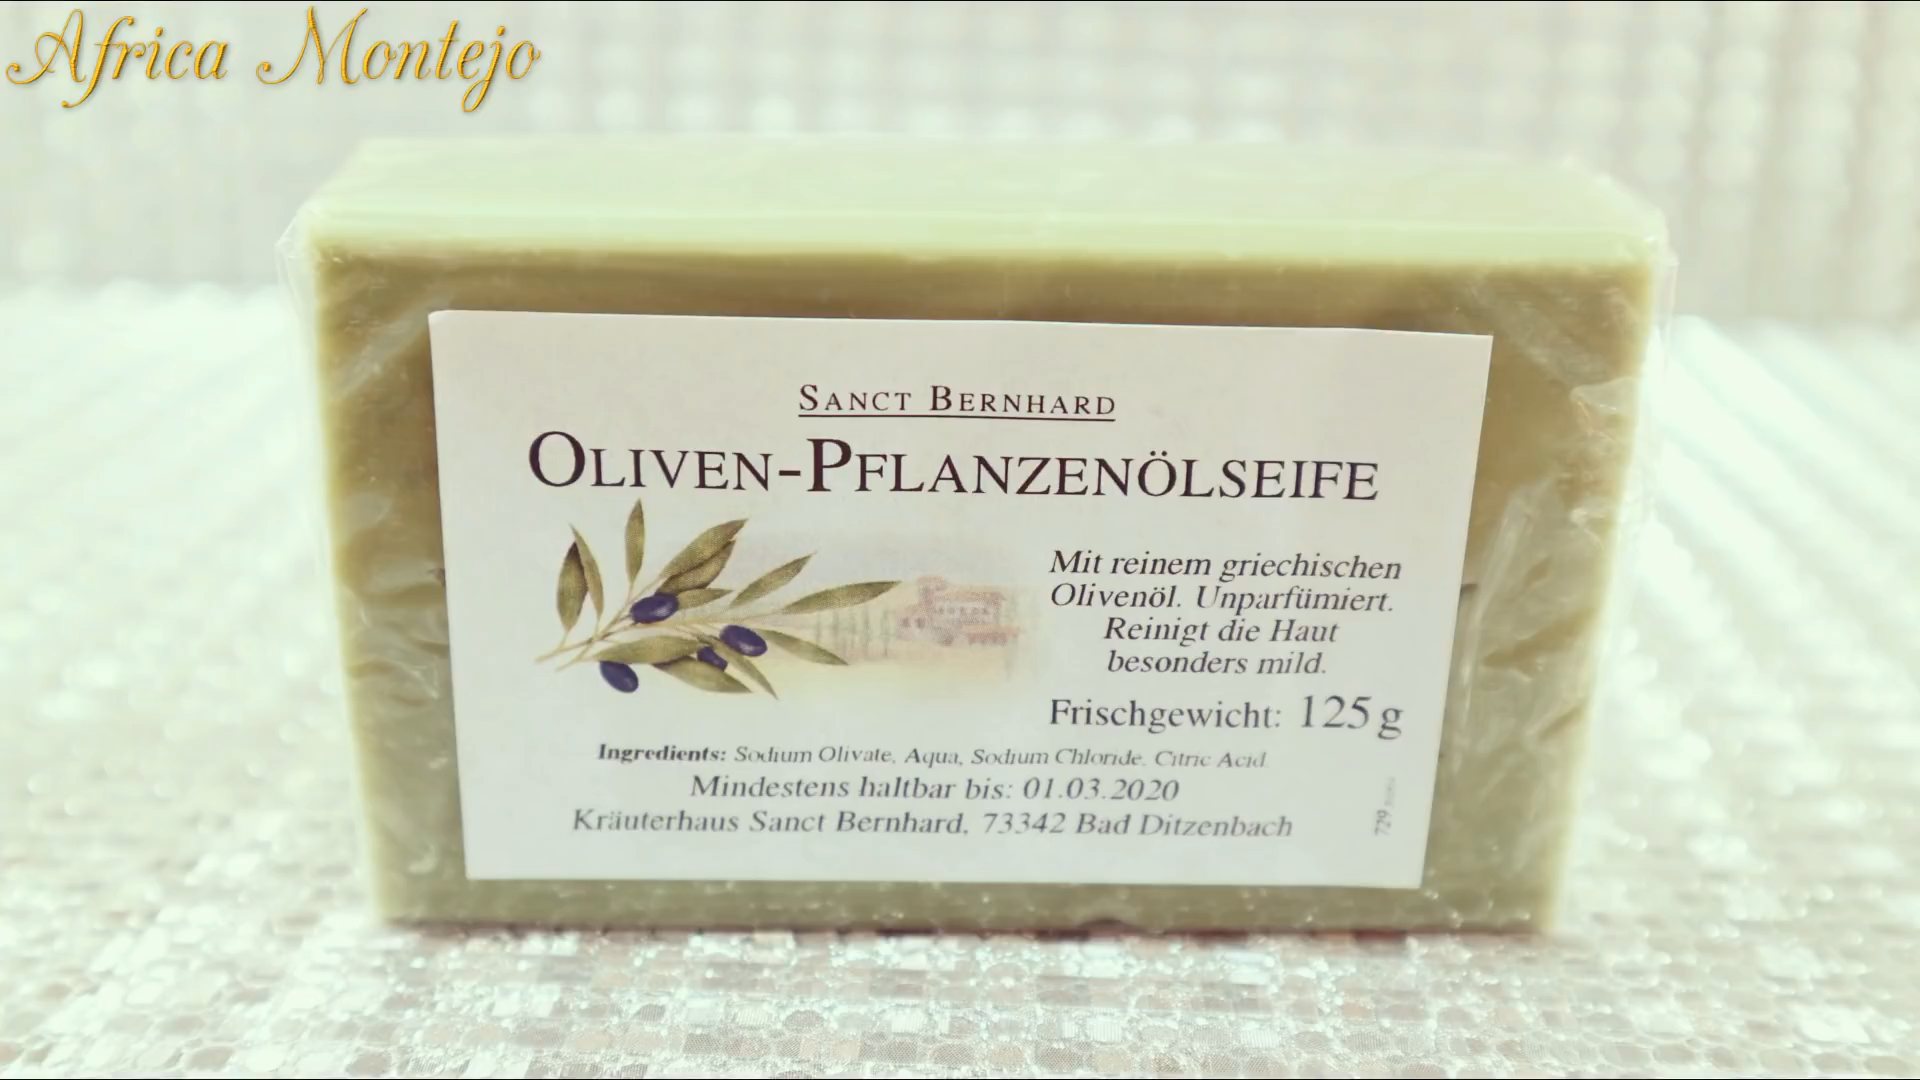 Africa Montejo
SANCT BERNHARD
OLIVEN-PFLANZENÖLSEIFE
Mit reinem griechischen
Olivenöl. Unparfümiert.
Reinigt die Haut
besonders mild.
Frischgewicht: 125 g
Ingredients: Sodium Olivate, Aqua, Sodium Chloride, Citric Acid.
Mindestens haltbar bis: 01.03.2020
Kräuterhaus Sanct Bernhard, 73342 Bad Ditzenbach
729